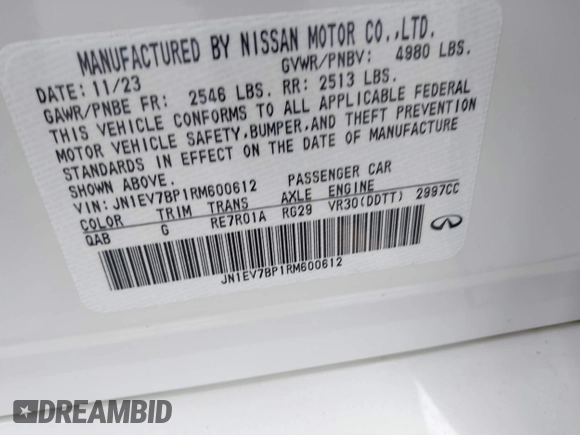 MANUFACTURED BY NISSAN MOTOR CO.,LTD.
DATE: 11/23 GVWR/PNBV: 4980 LBS.
GAWR/PNBE FR: 2546 LBS. RR: 2513 LBS.
THIS VEHICLE CONFORMS TO ALL APPLICABLE FEDERAL
MOTOR VEHICLE SAFETY,BUMPER,AND THEFT PREVENTION
STANDARDS IN EFFECT ON THE DATE OF MANUFACTURE
SHOWN ABOVE.
VIN: JN1EV7BP1RM600612 PASSENGER CAR
COLOR TRIM TRANS AXLE ENGINE
QAB G RE7R01A RG29 VR30(DDTT) 2997CC
JN1EV7BP1RM600612
DREAMBID